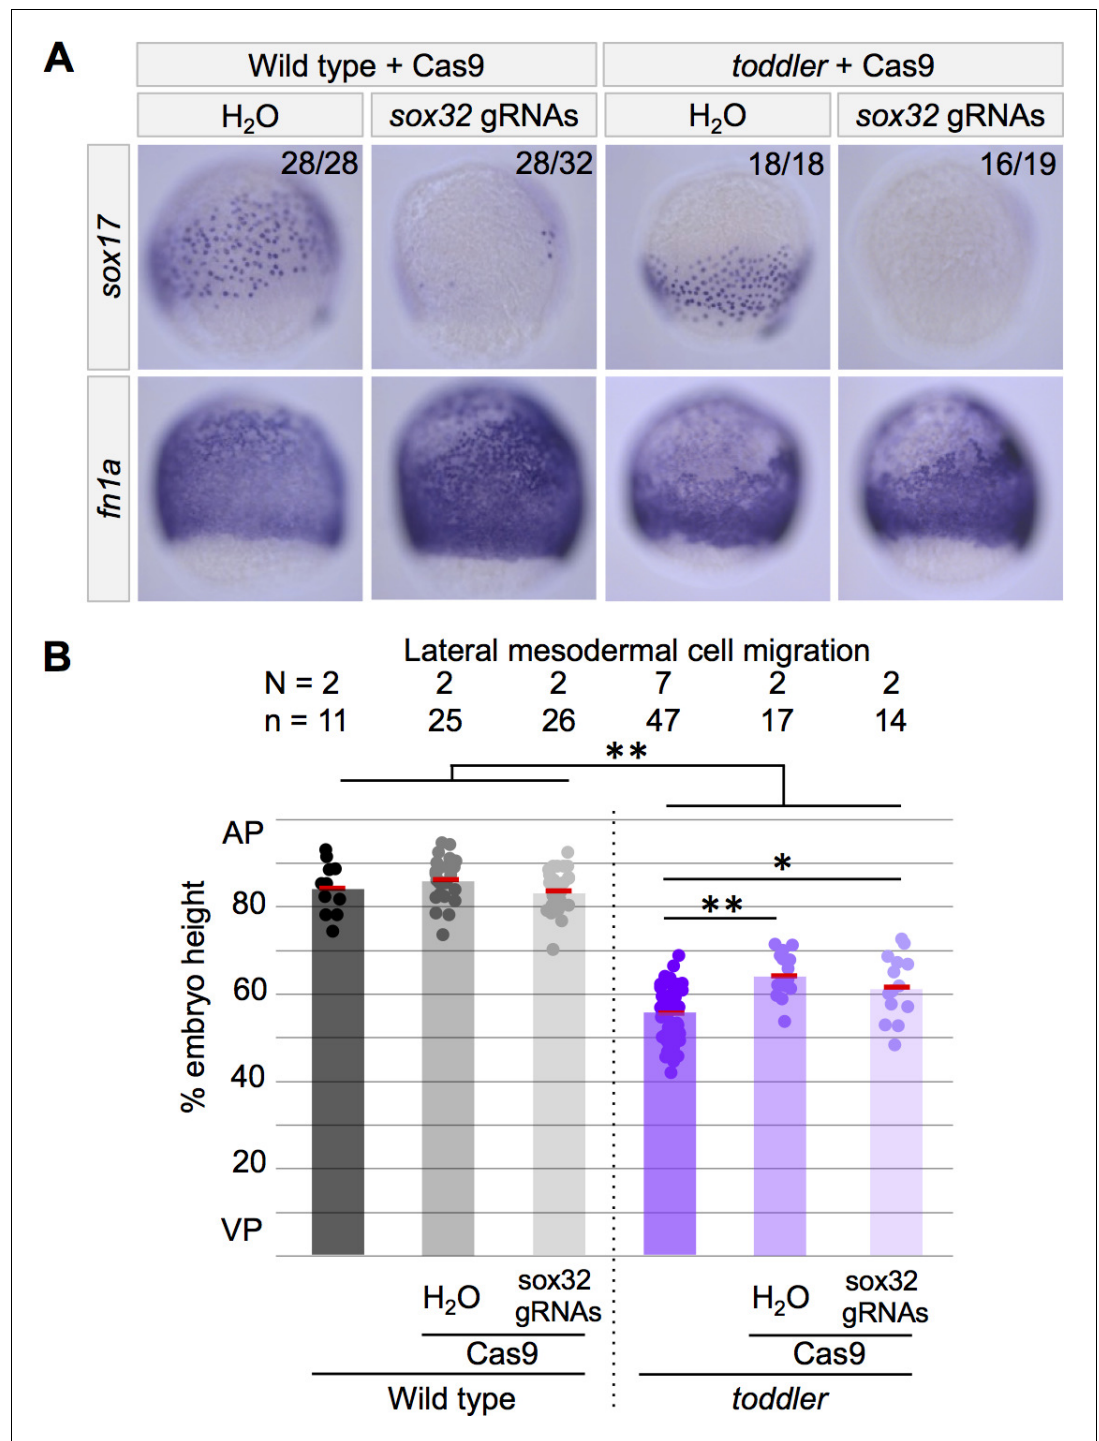 A
Wild type + Cas9
toddler + Cas9
H₂O
sox32 gRNAs
H₂O
sox32 gRNAs
sox17
28/28
28/32
18/18
16/19
fn1a
B
Lateral mesodermal cell migration
N = 2 2 2 7 2 2
n = 11 25 26 47 17 14
**
AP
*
80
**
% embryo height
60
40
20
VP
H₂O
sox32
gRNAs
H₂O
sox32
gRNAs
Cas9
Cas9
Wild type
toddler